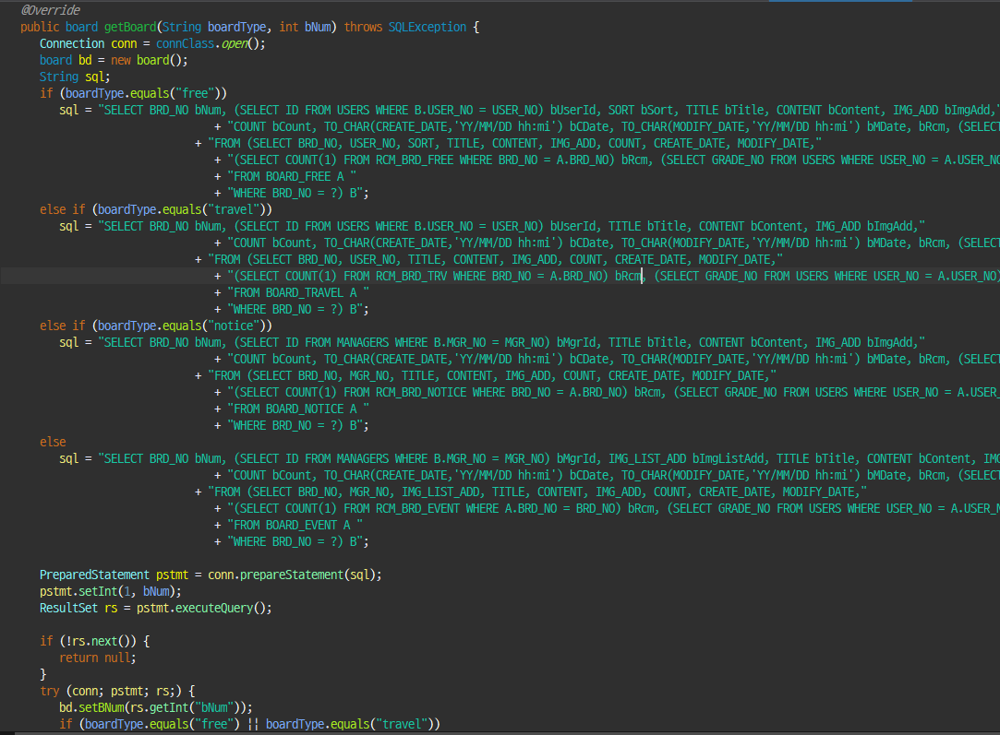 @Override
public board getBoard(String boardType, int bNum) throws SQLException {
Connection conn = connClass.open();
board bd = new board();
String sql;
if (boardType.equals("free"))
sql = "SELECT BRD_NO bNum, (SELECT ID FROM USERS WHERE B.USER_NO = USER_NO) bUserId, SORT bSort, TITLE bTitle, CONTENT bContent, IMG_ADD bImgAdd,"
+ "COUNT bCount, TO_CHAR(CREATE_DATE,'YY/MM/DD hh:mi') bCDate, TO_CHAR(MODIFY_DATE,'YY/MM/DD hh:mi') bMDate, bRcm, (SELECT
+ "FROM (SELECT BRD_NO, USER_NO, SORT, TITLE, CONTENT, IMG_ADD, COUNT, CREATE_DATE, MODIFY_DATE,"
+ "(SELECT COUNT(1) FROM RCM_BRD_FREE WHERE BRD_NO = A.BRD_NO) bRcm, (SELECT GRADE_NO FROM USERS WHERE USER_NO = A.USER_NO
+ "FROM BOARD_FREE A "
+ "WHERE BRD_NO = ?) B";
else if (boardType.equals("travel"))
sql = "SELECT BRD_NO bNum, (SELECT ID FROM USERS WHERE B.USER_NO = USER_NO) bUserId, TITLE bTitle, CONTENT bContent, IMG_ADD bImgAdd,"
+ "COUNT bCount, TO_CHAR(CREATE_DATE,'YY/MM/DD hh:mi') bCDate, TO_CHAR(MODIFY_DATE,'YY/MM/DD hh:mi') bMDate, bRcm, (SELECT
+ "FROM (SELECT BRD_NO, USER_NO, TITLE, CONTENT, IMG_ADD, COUNT, CREATE_DATE, MODIFY_DATE,"
+ "(SELECT COUNT(1) FROM RCM_BRD_TRV WHERE BRD_NO = A.BRD_NO) bRcm, (SELECT GRADE_NO FROM USERS WHERE USER_NO = A.USER_NO)
+ "FROM BOARD_TRAVEL A "
+ "WHERE BRD_NO = ?) B";
else if (boardType.equals("notice"))
sql = "SELECT BRD_NO bNum, (SELECT ID FROM MANAGERS WHERE B.MGR_NO = MGR_NO) bMgrId, TITLE bTitle, CONTENT bContent, IMG_ADD bImgAdd,"
+ "COUNT bCount, TO_CHAR(CREATE_DATE,'YY/MM/DD hh:mi') bCDate, TO_CHAR(MODIFY_DATE,'YY/MM/DD hh:mi') bMDate, bRcm, (SELECT
+ "FROM (SELECT BRD_NO, MGR_NO, TITLE, CONTENT, IMG_ADD, COUNT, CREATE_DATE, MODIFY_DATE,"
+ "(SELECT COUNT(1) FROM RCM_BRD_NOTICE WHERE BRD_NO = A.BRD_NO) bRcm, (SELECT GRADE_NO FROM USERS WHERE USER_NO = A.USER_
+ "FROM BOARD_NOTICE A "
+ "WHERE BRD_NO = ?) B";
else
sql = "SELECT BRD_NO bNum, (SELECT ID FROM MANAGERS WHERE B.MGR_NO = MGR_NO) bMgrId, IMG_LIST_ADD bImgListAdd, TITLE bTitle, CONTENT bContent, IMG
+ "COUNT bCount, TO_CHAR(CREATE_DATE,'YY/MM/DD hh:mi') bCDate, TO_CHAR(MODIFY_DATE,'YY/MM/DD hh:mi') bMDate, bRcm, (SELECT
+ "FROM (SELECT BRD_NO, MGR_NO, IMG_LIST_ADD, TITLE, CONTENT, IMG_ADD, COUNT, CREATE_DATE, MODIFY_DATE,"
+ "(SELECT COUNT(1) FROM RCM_BRD_EVENT WHERE A.BRD_NO = BRD_NO) bRcm, (SELECT GRADE_NO FROM USERS WHERE USER_NO = A.USER_N
+ "FROM BOARD_EVENT A "
+ "WHERE BRD_NO = ?) B";
PreparedStatement pstmt = conn.prepareStatement(sql);
pstmt.setInt(1, bNum);
ResultSet rs = pstmt.executeQuery();
if (!rs.next()) {
return null;
}
try (conn; pstmt; rs;) {
bd.setBNum(rs.getInt("bNum"));
if (boardType.equals("free") || boardType.equals("travel"))